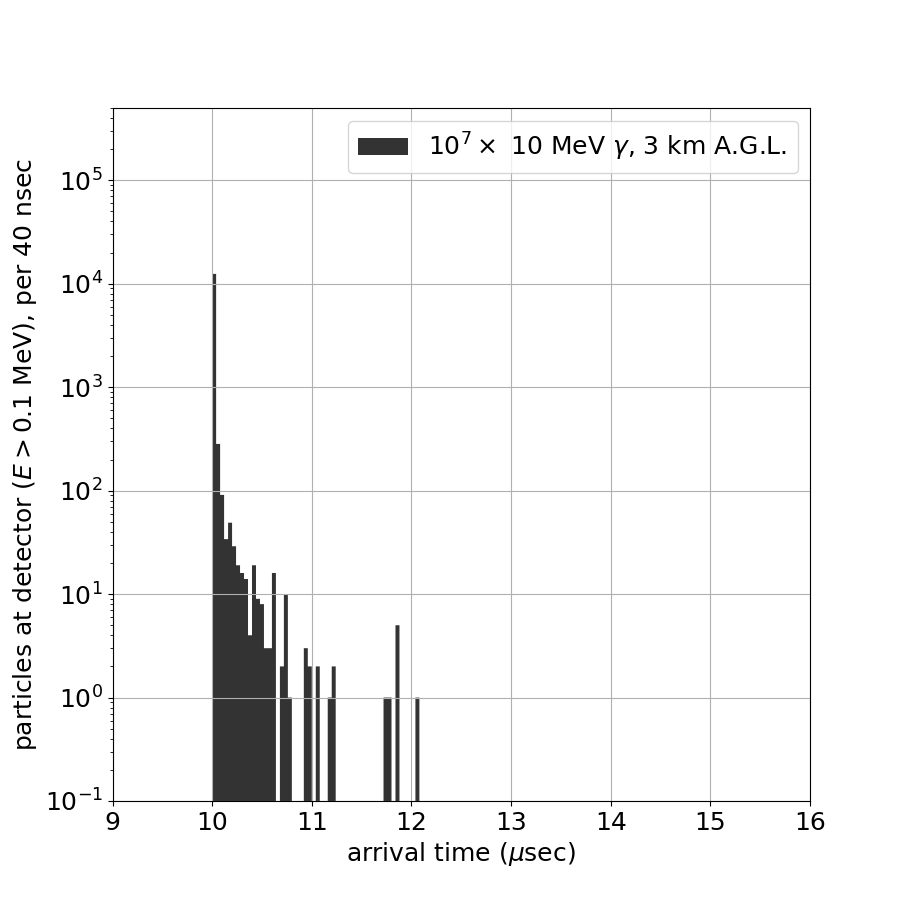 10⁷ × 10 MeV γ, 3 km A.G.L.
particles at detector (E > 0.1 MeV), per 40 nsec
10⁵
10⁴
10³
10²
10¹
10⁰
10⁻¹
9 10 11 12 13 14 15 16
arrival time (μsec)